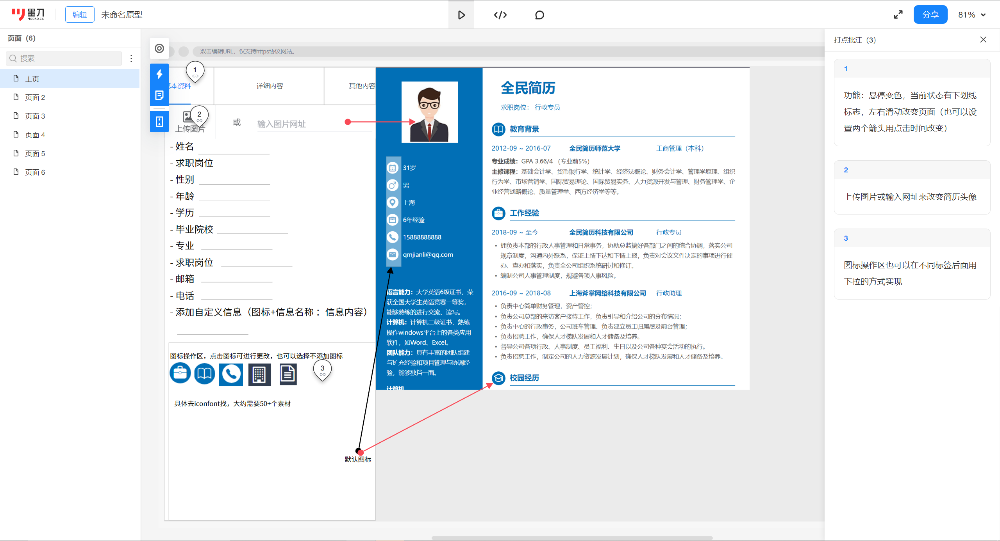 墨刀
MODAO.CC
编辑
未命名原型
分享
81%
页面（6）
搜索
主页
页面 2
页面 3
页面 4
页面 5
页面 6
双击编辑URL，仅支持https协议网站。
1
基本资料
详细内容
其他内容
2
上传图片
或
输入图片网址
- 姓名
- 求职岗位
- 性别
- 年龄
- 学历
- 毕业院校
- 专业
- 求职岗位
- 邮箱
- 电话
- 添加自定义信息（图标+信息名称：信息内容）
图标操作区，点击图标可进行更改，也可以选择不添加图标
3
具体去iconfont找，大约需要50+个素材
默认图标
31岁
男
上海
6年经验
15888888888
qmjianli@qq.com
语言能力：大学英语6级证书，荣
获全国大学生英语竞赛一等奖，
能够熟练的进行交流、读写。
计算机：计算机二级证书，熟练
操作windows平台上的各类应用
软件，如Word、Excel。
团队能力：具有丰富的团队组建
与扩充经验和项目管理与协调经
验，能够独挡一面。
计算机
全民简历
求职岗位： 行政专员
教育背景
2012-09 ~ 2016-07 全民简历师范大学 工商管理（本科）
专业成绩：GPA 3.66/4 （专业前5%）
主修课程：基础会计学、货币银行学、统计学、经济法概论、财务会计学、管理学原理、组织
行为学、市场营销学、国际贸易理论、国际贸易实务、人力资源开发与管理、财务管理学、企
业经营战略概论、质量管理学、西方经济学等等。
工作经验
2018-09 ~ 至今 全民简历科技有限公司 行政专员
• 拥负责本部的行政人事管理和日常事务，协助总监搞好各部门之间的综合协调，落实公司
规章制度，沟通内外联系，保证上情下达和下情上报，负责对会议文件决定的事项进行催
办、查办和落实，负责全公司组织系统研讨和修订。
• 编制公司人事管理制度，规避各项人事风险。
2016-09 ~ 2018-08 上海斧掌网络科技有限公司 行政助理
• 负责中心简单财务管理，资产管控；
• 负责公司总部的来访客户接待工作，负责引导和介绍公司的分布情况；
• 负责中心的行政事务，公司班车管理、负责建立员工归属感及前台管理；
• 负责招聘工作，确保人才梯队发展和人才储备及培养。
• 督导公司各项行政、人事制度、员工福利、生日以及公司各种宴会活动的执行。
• 负责招聘工作，制定公司的人力资源发展计划，确保人才梯队发展和人才储备及培养。
校园经历
打点批注（3）
1
功能：悬停变色，当前状态有下划线
标志，左右滑动改变页面（也可以设
置两个箭头用点击时间改变）
2
上传图片或输入网址来改变简历头像
3
图标操作区也可以在不同标签后面用
下拉的方式实现